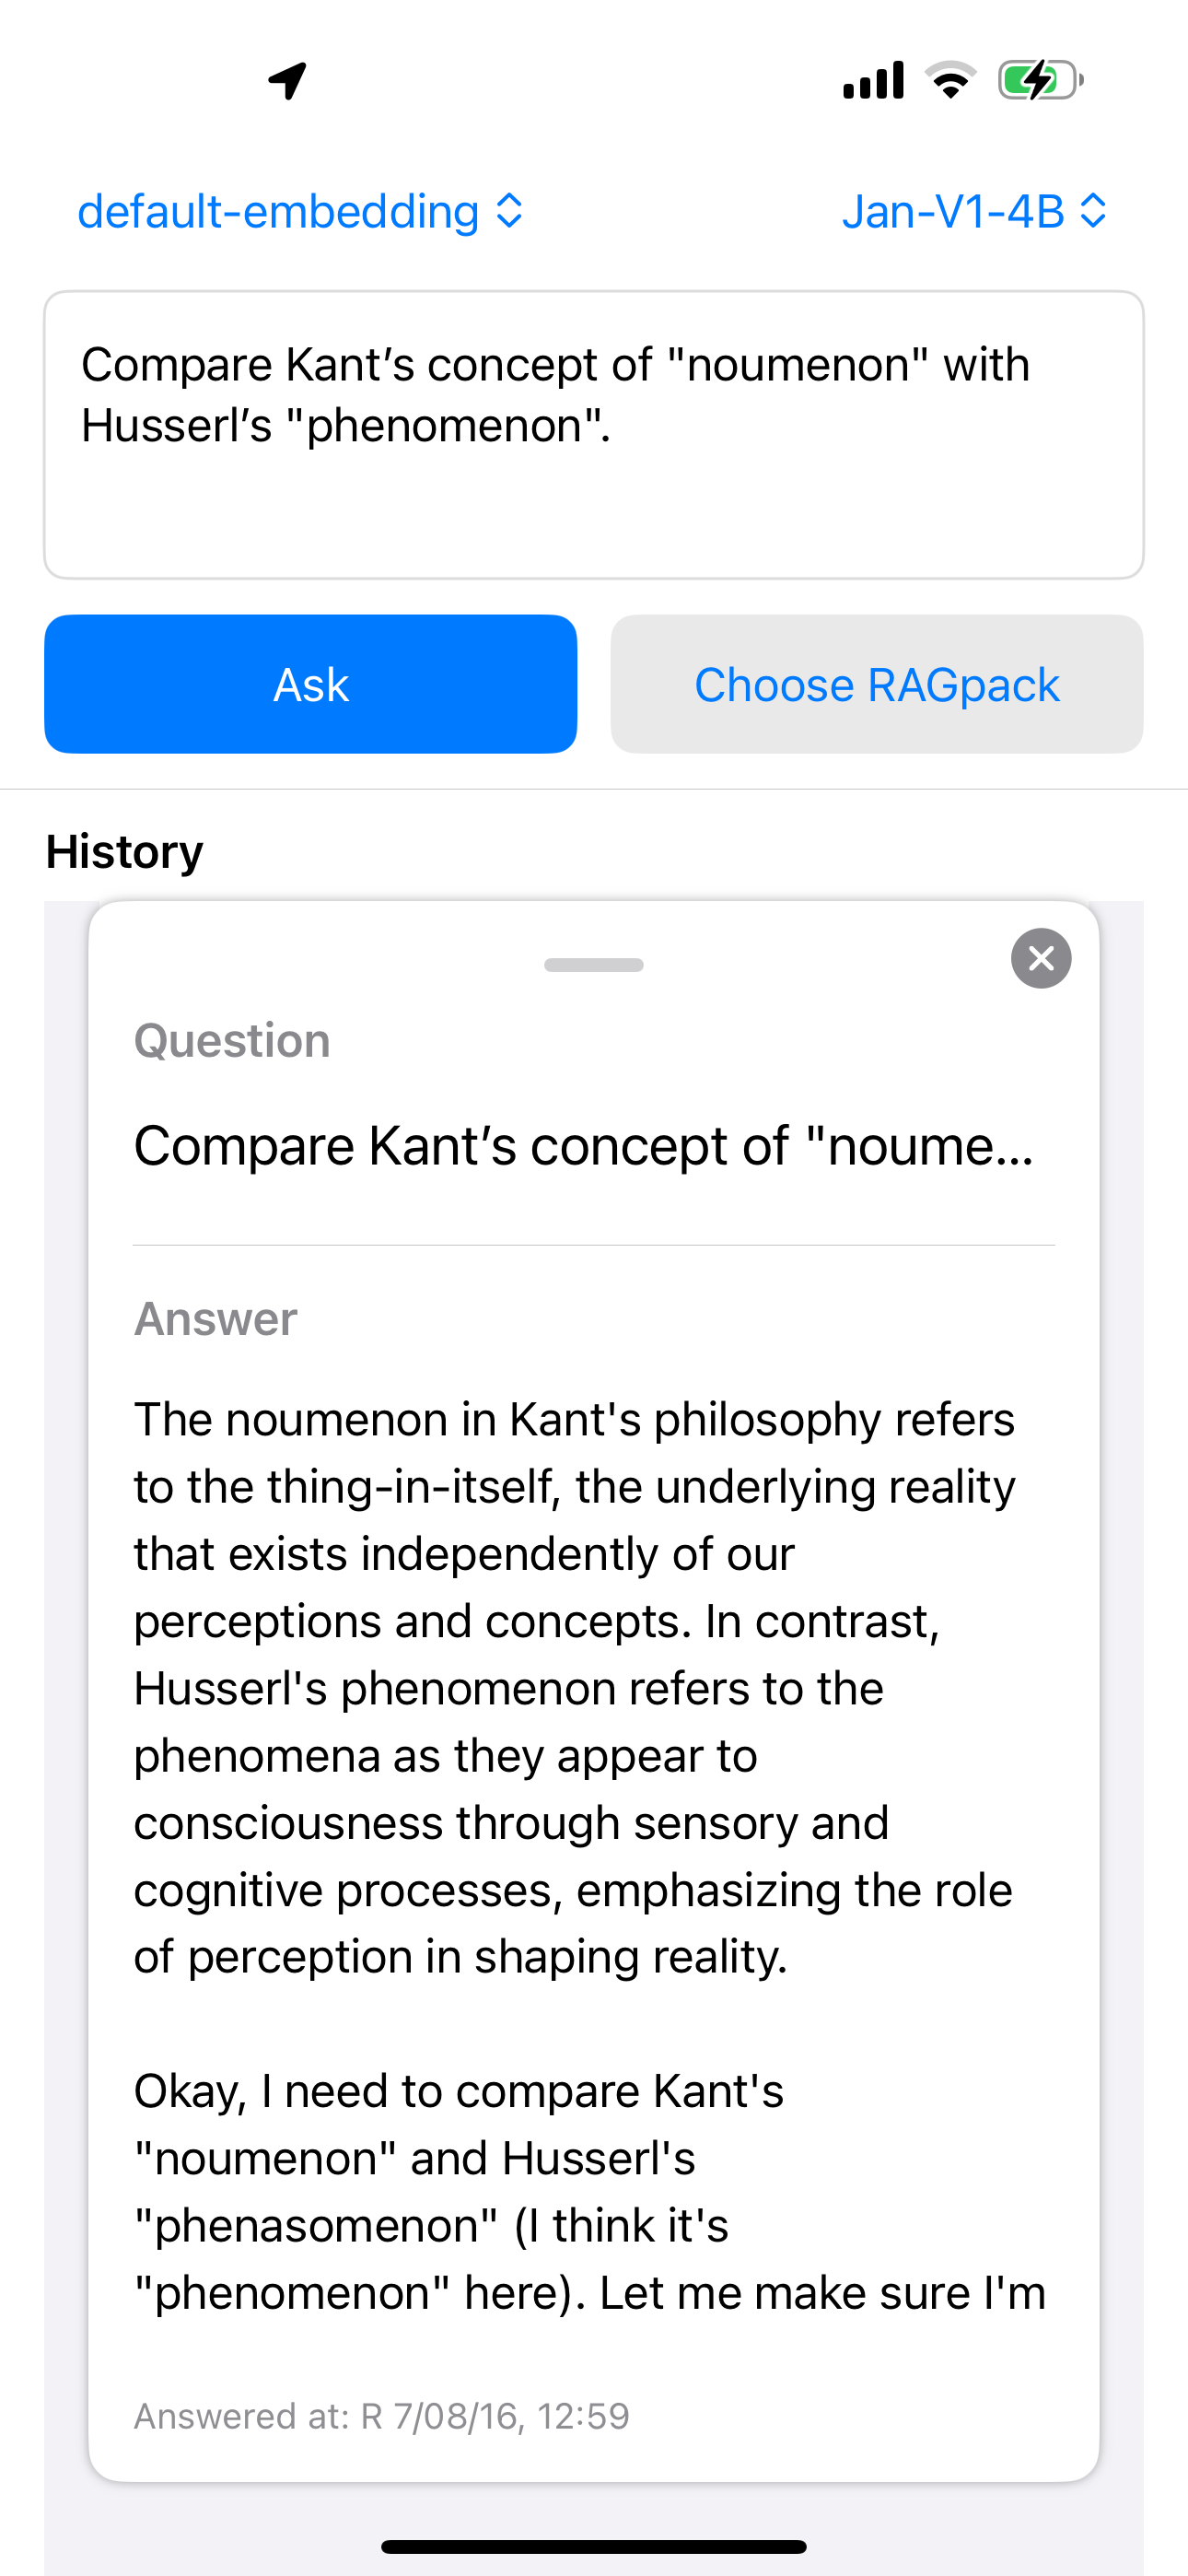 default-embedding
Jan-V1-4B
Compare Kant’s concept of "noumenon" with
Husserl’s "phenomenon".
Ask
Choose RAGpack
History
Question
Compare Kant’s concept of "noume...
Answer
The noumenon in Kant's philosophy refers
to the thing-in-itself, the underlying reality
that exists independently of our
perceptions and concepts. In contrast,
Husserl's phenomenon refers to the
phenomena as they appear to
consciousness through sensory and
cognitive processes, emphasizing the role
of perception in shaping reality.
Okay, I need to compare Kant's
"noumenon" and Husserl's
"phenasomenon" (I think it's
"phenomenon" here). Let me make sure I'm
Answered at: R 7/08/16, 12:59